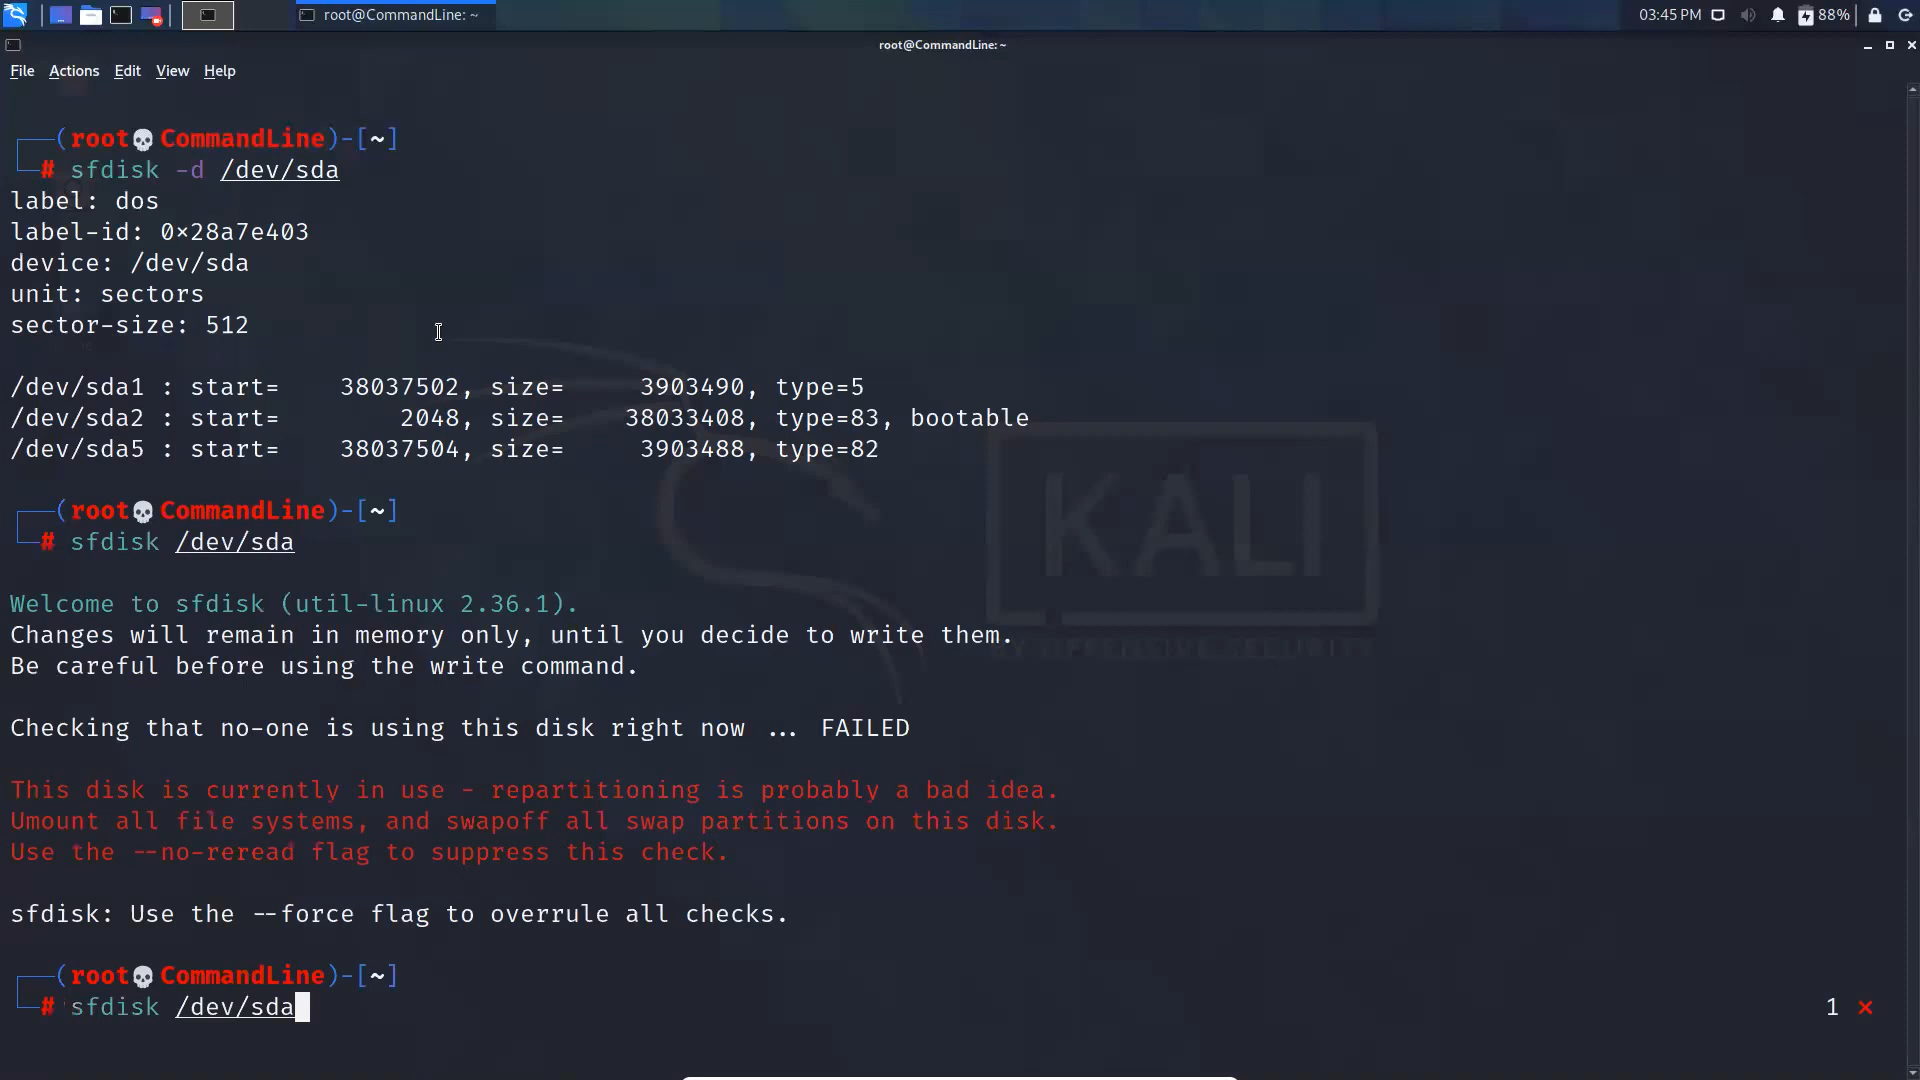 root@CommandLine: ~
03:45 PM
88%
root@CommandLine: ~
File Actions Edit View Help
(root💀CommandLine)-[~]
# sfdisk -d /dev/sda
label: dos
label-id: 0×28a7e403
device: /dev/sda
unit: sectors
sector-size: 512
/dev/sda1 : start=    38037502, size=     3903490, type=5
/dev/sda2 : start=        2048, size=    38033408, type=83, bootable
/dev/sda5 : start=    38037504, size=     3903488, type=82
(root💀CommandLine)-[~]
# sfdisk /dev/sda
Welcome to sfdisk (util-linux 2.36.1).
Changes will remain in memory only, until you decide to write them.
Be careful before using the write command.
Checking that no-one is using this disk right now ... FAILED
This disk is currently in use - repartitioning is probably a bad idea.
Umount all file systems, and swapoff all swap partitions on this disk.
Use the --no-reread flag to suppress this check.
sfdisk: Use the --force flag to overrule all checks.
(root💀CommandLine)-[~]
# sfdisk /dev/sda
1 ×
KALI
BY OFFENSIVE SECURITY